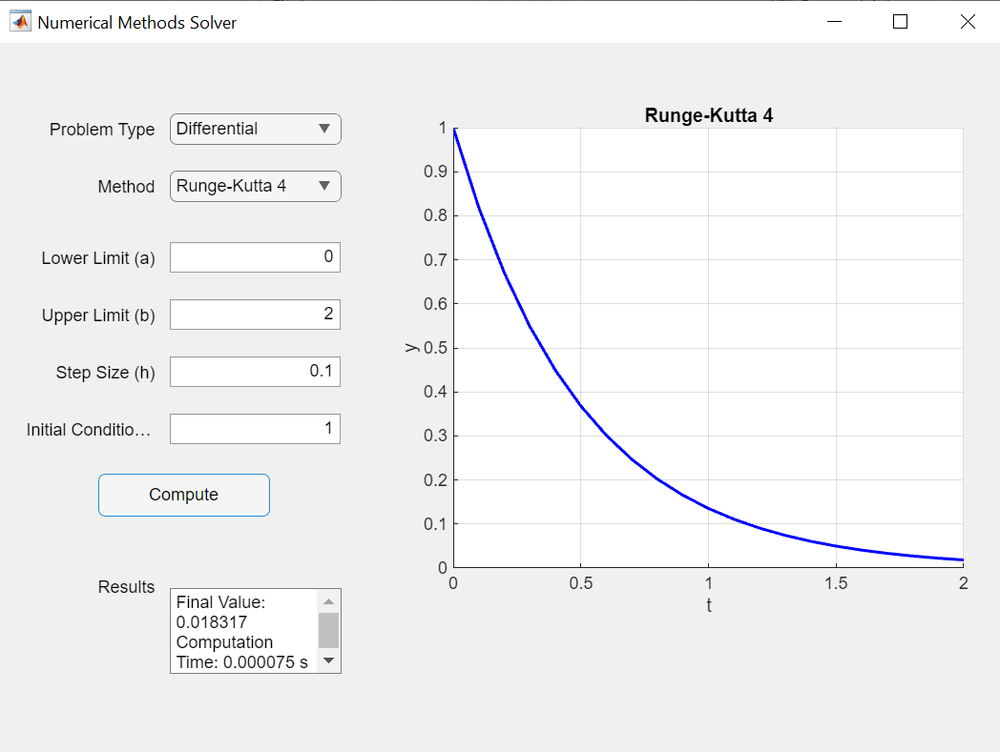 Numerical Methods Solver
Problem Type Differential
Method Runge-Kutta 4
Lower Limit (a) 0
Upper Limit (b) 2
Step Size (h) 0.1
Initial Conditio... 1
Compute
Results
Final Value:
0.018317
Computation
Time: 0.000075 s
Runge-Kutta 4
1
0.9
0.8
0.7
0.6
0.5
0.4
0.3
0.2
0.1
0
y
0 0.5 1 1.5 2
t